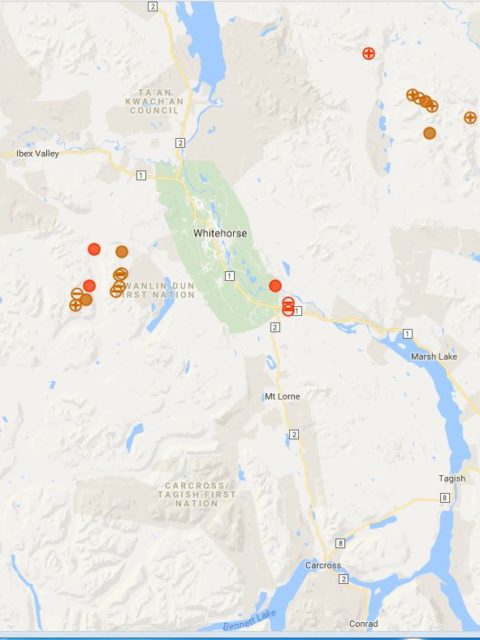 2
TA'AN
KWACH'AN
COUNCIL
2
Ibex Valley
1
Whitehorse
1
WANLIN DUN
FIRST NATION
1
2
1
Marsh Lake
Mt Lorne
2
CARCROSS/
TAGISH FIRST
NATION
Tagish
8
8
Carcross
2
Bennett Lake
Conrad